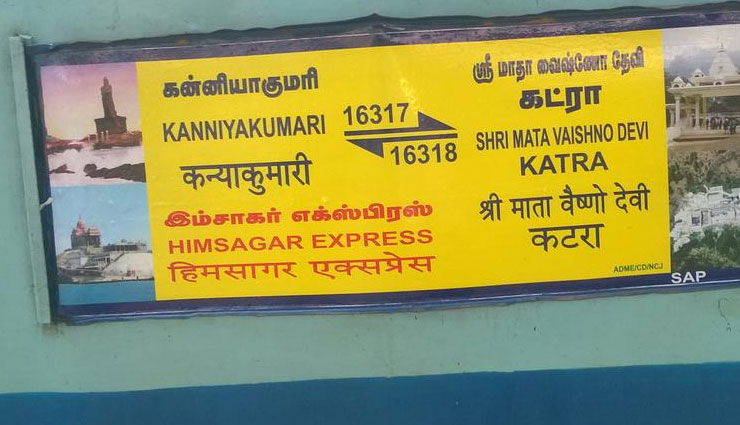 கன்னியாகுமரி
KANNIYAKUMARI
कन्याकुमारी
இம்சாகர் எக்ஸ்பிரஸ்
HIMSAGAR EXPRESS
हिमसागर एक्सप्रेस
16317
16318
ஸ்ரீ மாதா வைஷ்ணோ தேவி
கட்ரா
SHRI MATA VAISHNO DEVI
KATRA
श्री माता वैष्णो देवी
कटरा
ADME/CD/NCJ
SAP